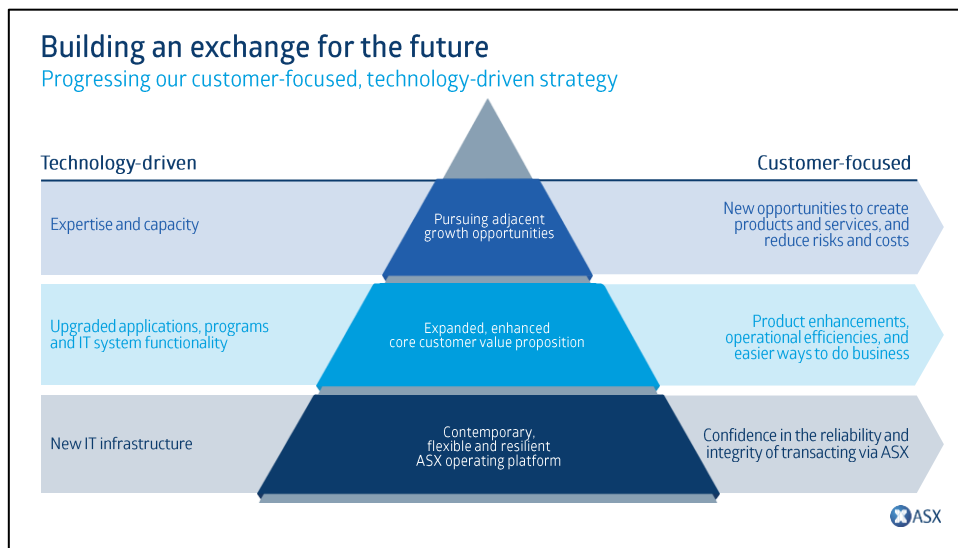 Building an exchange for the future
Progressing our customer-focused, technology-driven strategy
Technology-driven
Customer-focused
Expertise and capacity
Pursuing adjacent
growth opportunities
New opportunities to create
products and services, and
reduce risks and costs
Upgraded applications, programs
and IT system functionality
Expanded, enhanced
core customer value proposition
Product enhancements,
operational efficiencies, and
easier ways to do business
New IT infrastructure
Contemporary,
flexible and resilient
ASX operating platform
Confidence in the reliability and
integrity of transacting via ASX
ASX